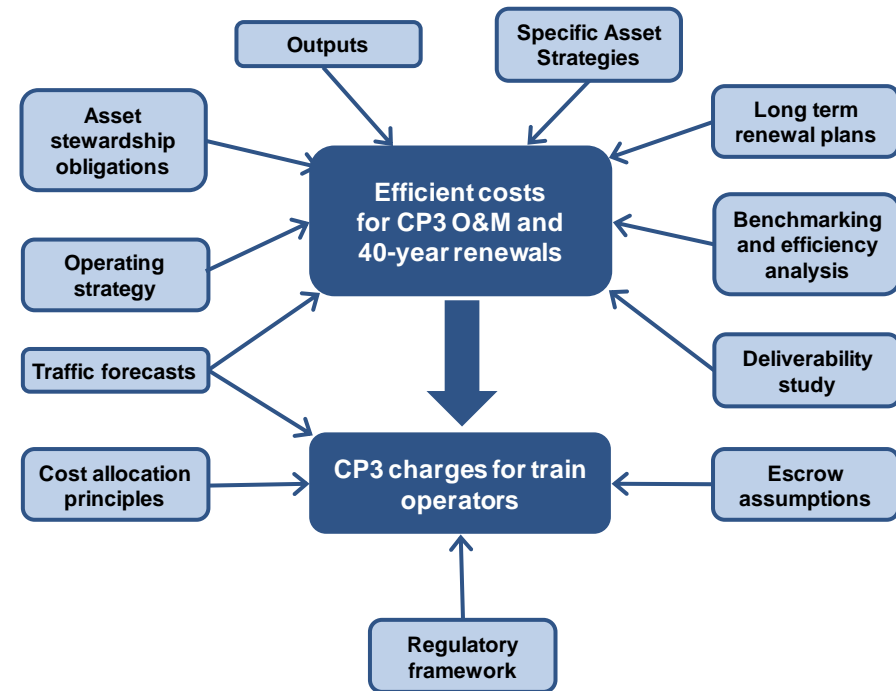 Outputs
Specific Asset
Strategies
Asset
stewardship
obligations
Long term
renewal plans
Efficient costs
for CP3 O&M and
40-year renewals
Benchmarking
and efficiency
analysis
Operating
strategy
Traffic forecasts
Deliverability
study
CP3 charges for train
operators
Cost allocation
principles
Escrow
assumptions
Regulatory
framework